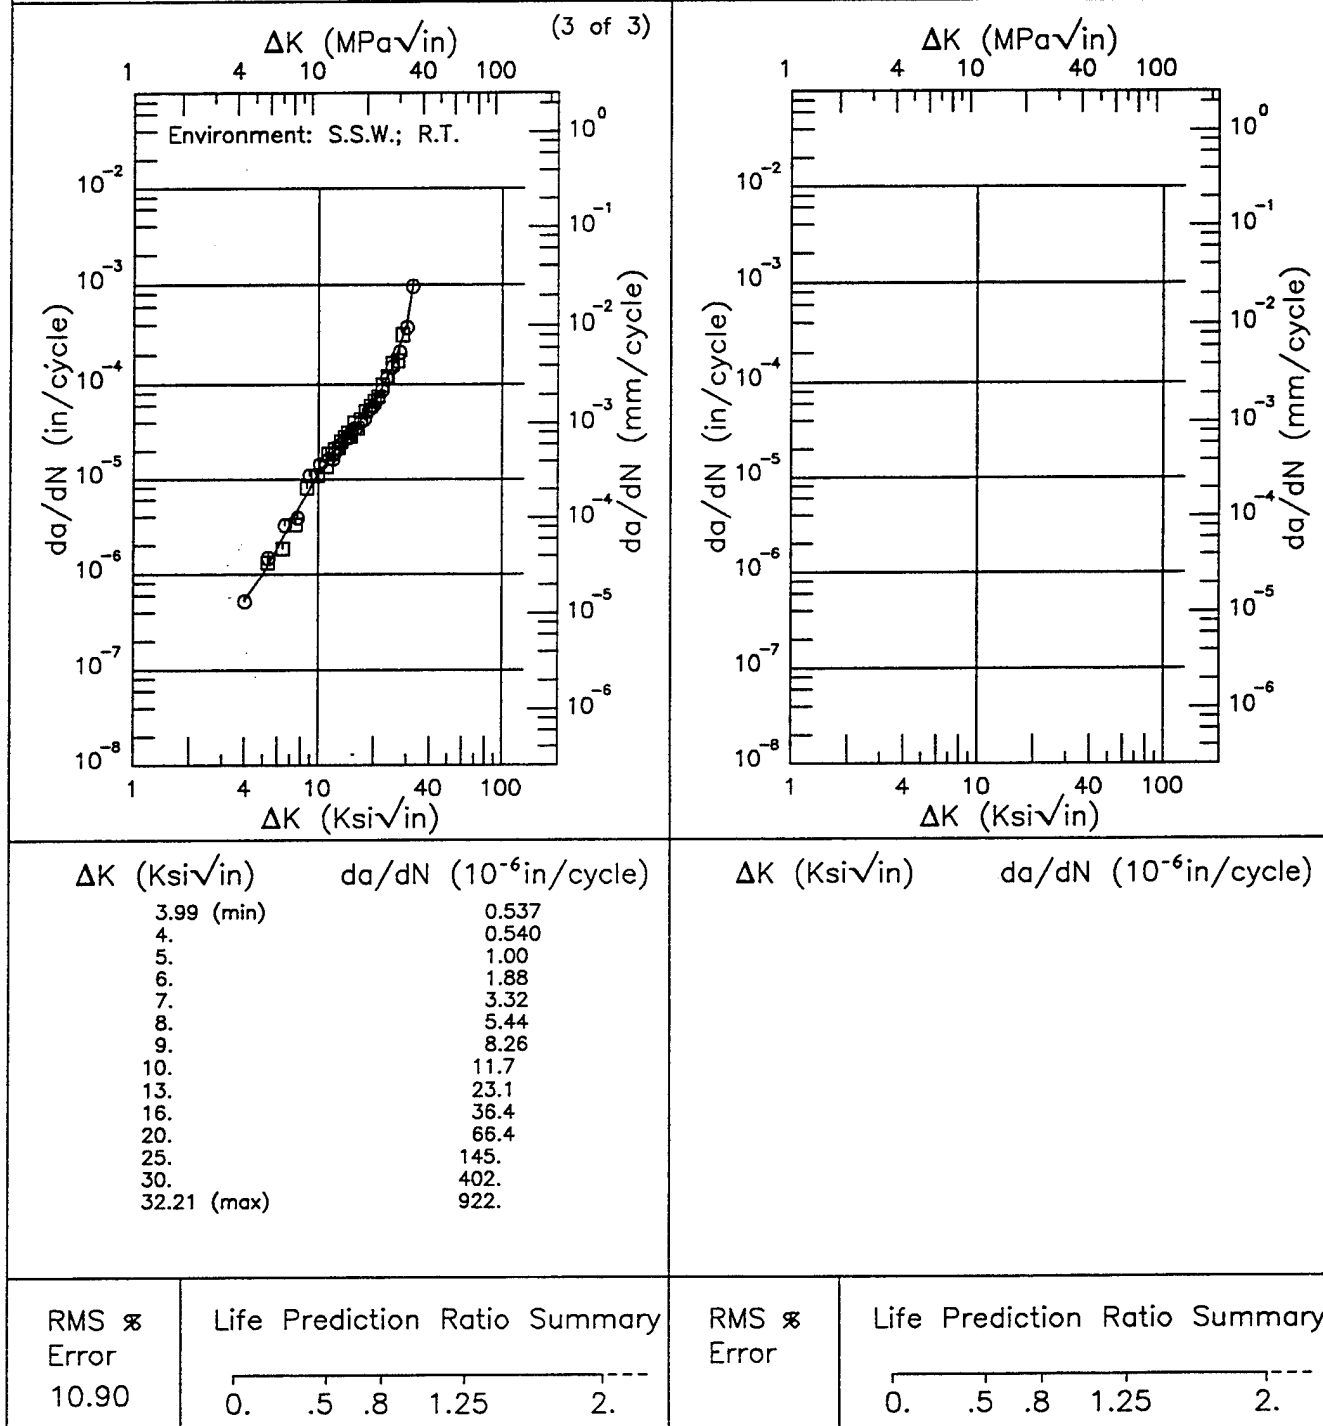 (3 of 3)
ΔK (MPa√in)
1 4 10 40 100
Environment: S.S.W.; R.T.
da/dN (in/cycle)
10⁻²
10⁻³
10⁻⁴
10⁻⁵
10⁻⁶
10⁻⁷
10⁻⁸
10⁰
10⁻¹
10⁻²
10⁻³
10⁻⁴
10⁻⁵
10⁻⁶
da/dN (mm/cycle)
1 4 10 40 100
ΔK (Ksi√in)
ΔK (MPa√in)
1 4 10 40 100
da/dN (in/cycle)
10⁻²
10⁻³
10⁻⁴
10⁻⁵
10⁻⁶
10⁻⁷
10⁻⁸
10⁰
10⁻¹
10⁻²
10⁻³
10⁻⁴
10⁻⁵
10⁻⁶
da/dN (mm/cycle)
1 4 10 40 100
ΔK (Ksi√in)
ΔK (Ksi√in) da/dN (10⁻⁶in/cycle)
3.99 (min) 0.537
4. 0.540
5. 1.00
6. 1.88
7. 3.32
8. 5.44
9. 8.26
10. 11.7
13. 23.1
16. 36.4
20. 66.4
25. 145.
30. 402.
32.21 (max) 922.
ΔK (Ksi√in) da/dN (10⁻⁶in/cycle)
RMS %
Error
10.90
Life Prediction Ratio Summary
0. .5 .8 1.25 2.
RMS %
Error
Life Prediction Ratio Summary
0. .5 .8 1.25 2.